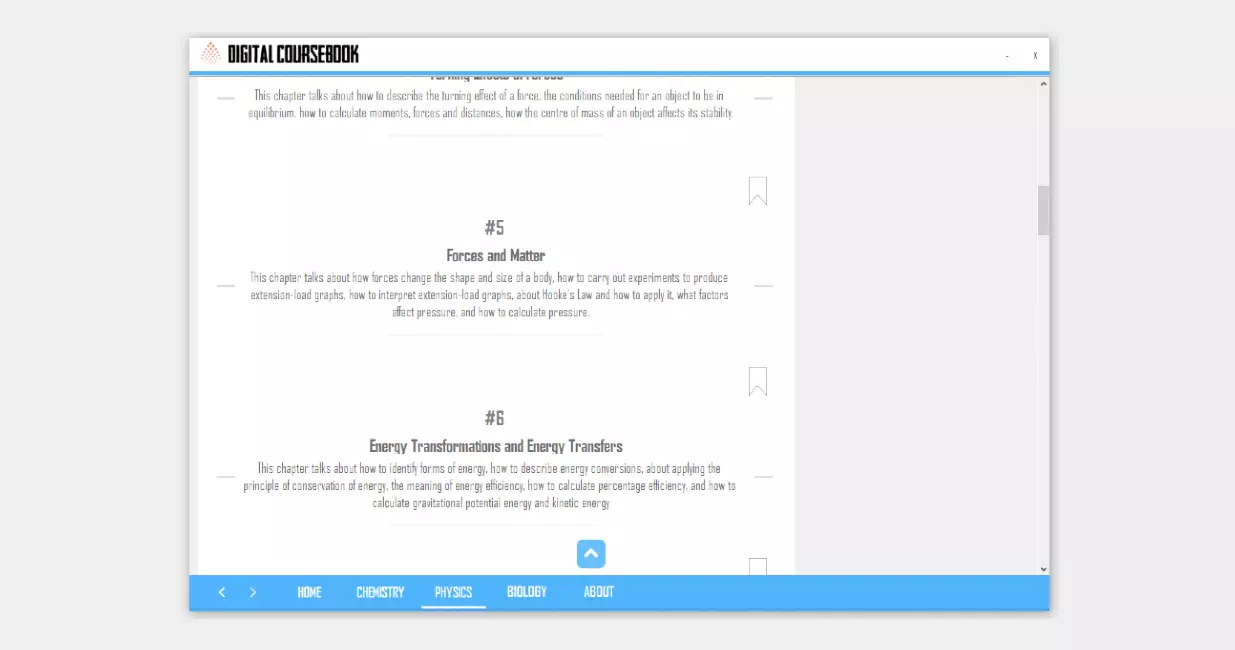 DIGITAL COURSEBOOK
- x
Turning Effects of Forces
This chapter talks about how to describe the turning effect of a force, the conditions needed for an object to be in
equilibrium, how to calculate moments, forces and distances, how the centre of mass of an object affects its stability.
#5
Forces and Matter
This chapter talks about how forces change the shape and size of a body, how to carry out experiments to produce
extension-load graphs, how to interpret extension-load graphs, about Hooke's Law and how to apply it, what factors
affect pressure, and how to calculate pressure.
#6
Energy Transformations and Energy Transfers
This chapter talks about how to identify forms of energy, how to describe energy conversions, about applying the
principle of conservation of energy, the meaning of energy efficiency, how to calculate percentage efficiency, and how to
calculate gravitational potential energy and kinetic energy
HOME CHEMISTRY PHYSICS BIOLOGY ABOUT